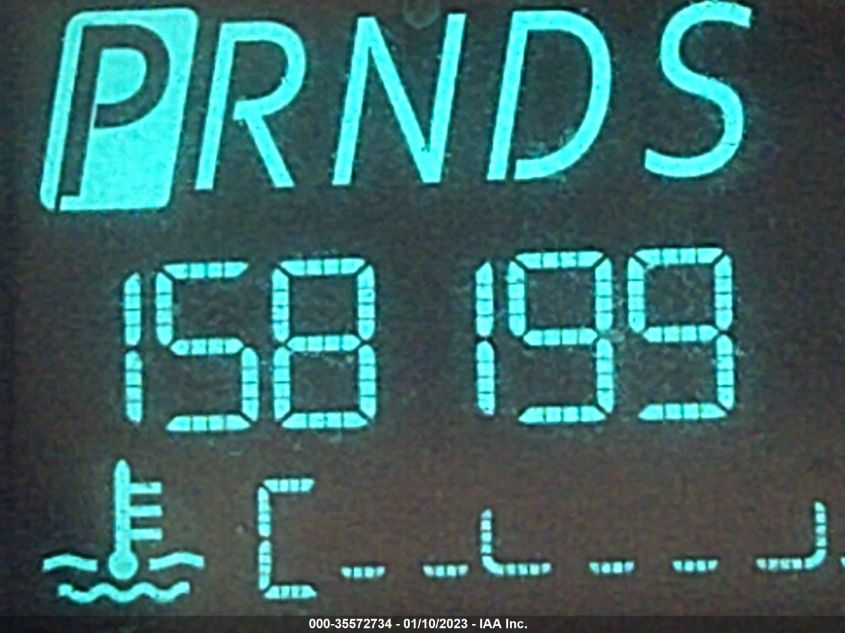 PRNDS
158 199
C
000-35572734 - 01/10/2023 - IAA Inc.